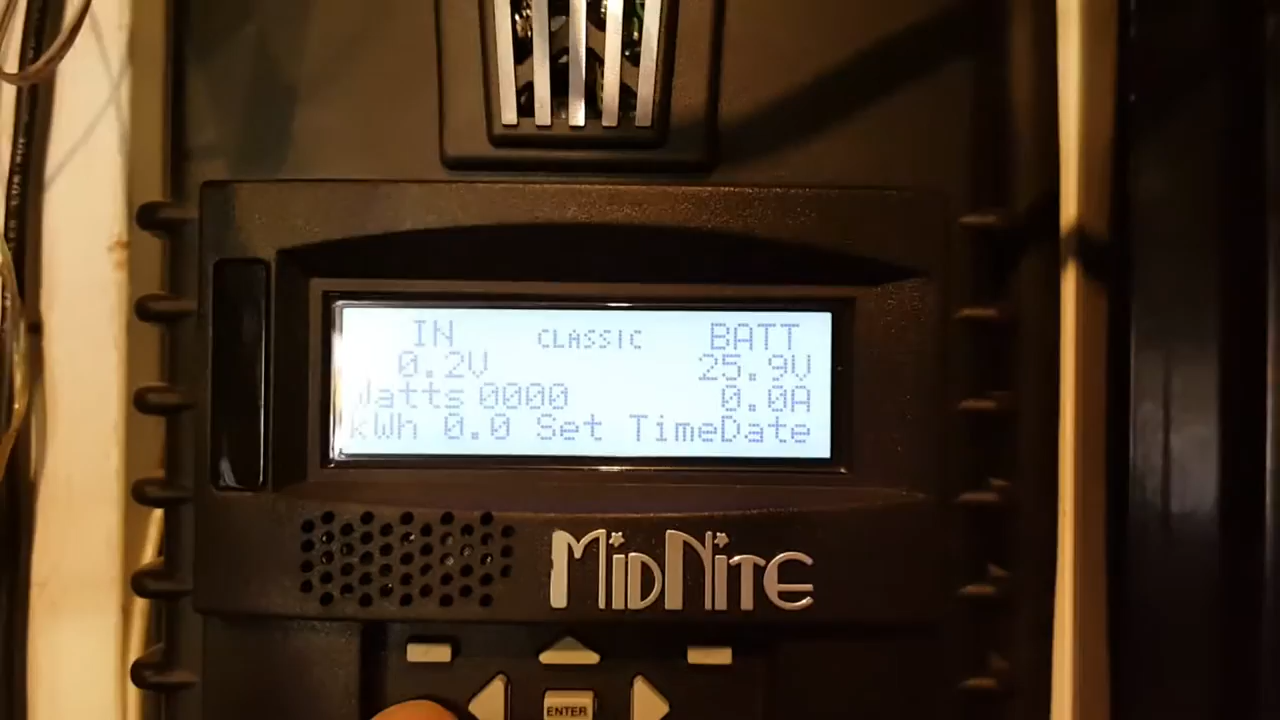 IN CLASSIC BATT
0.2V 25.9V
Watts 0000 0.0A
kWh 0.0 Set TimeDate
MIDNITE
ENTER